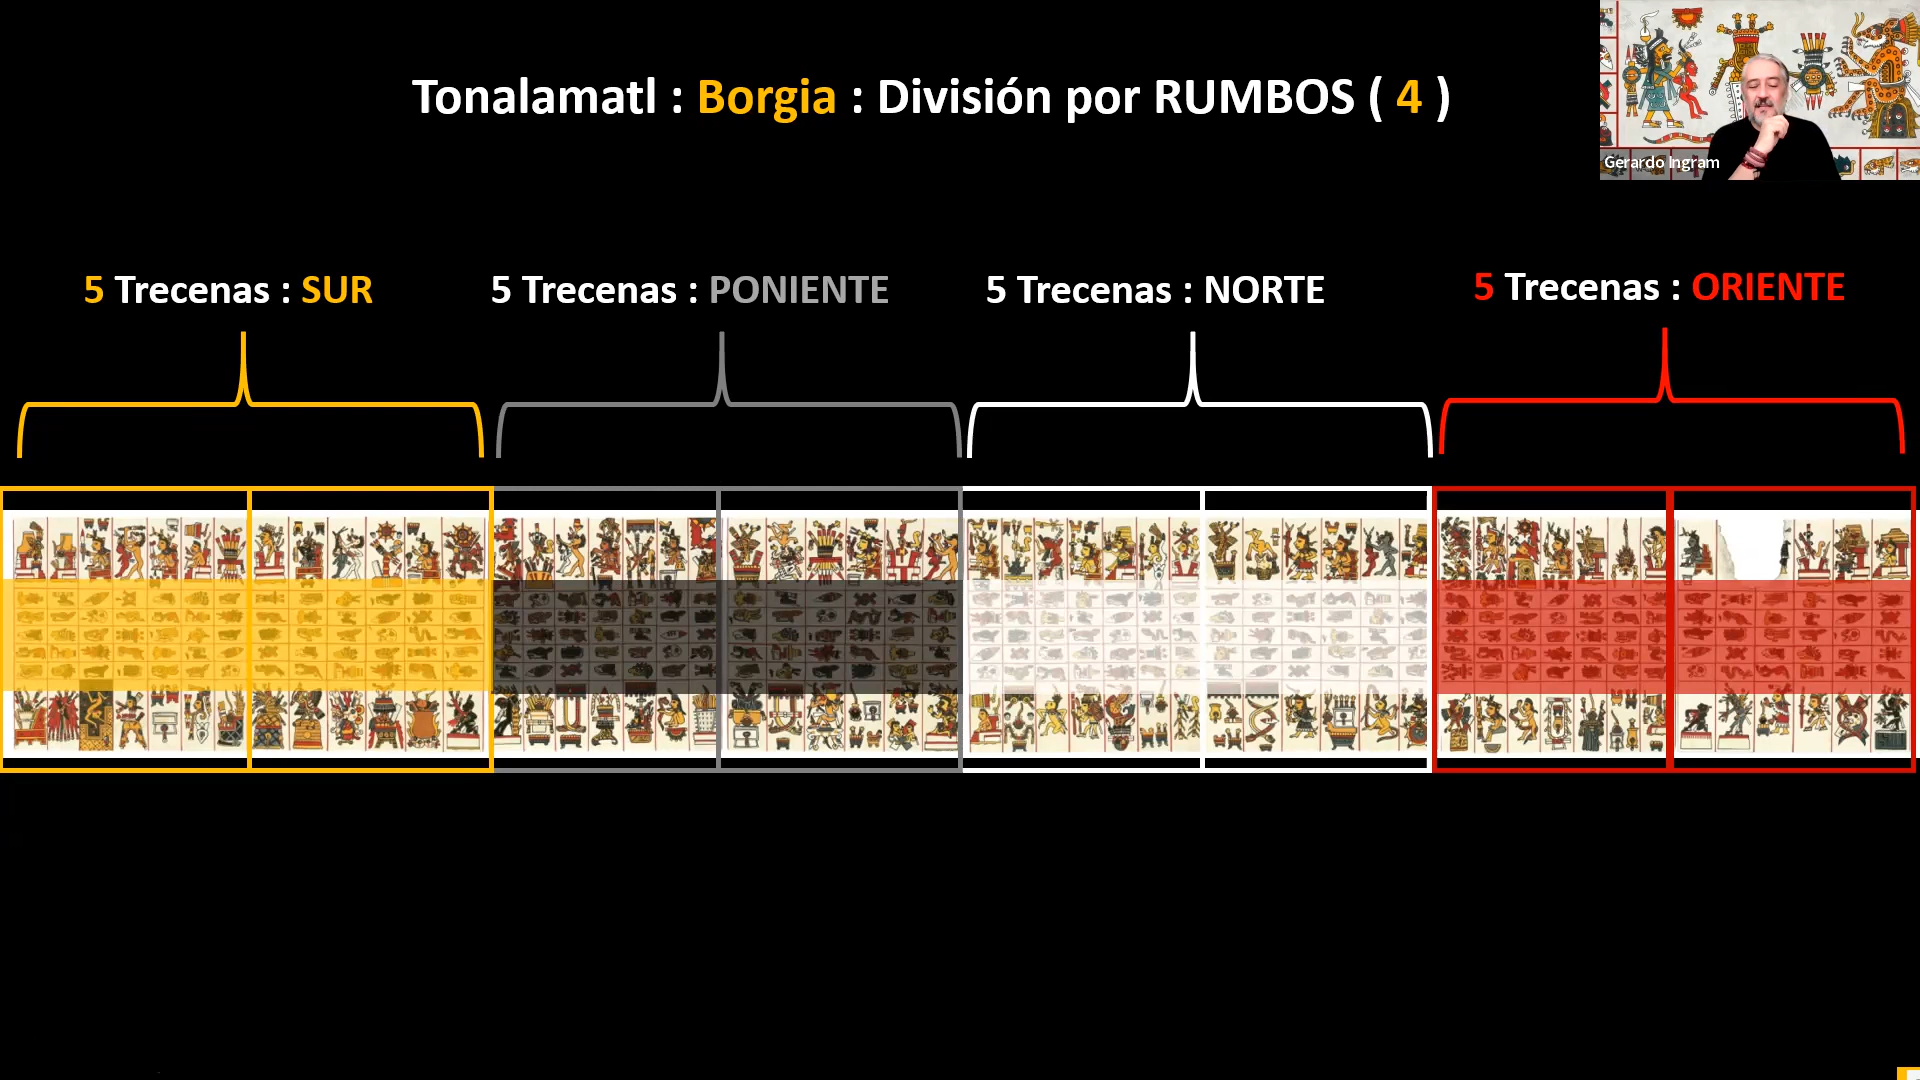 Tonalamatl : Borgia : División por RUMBOS ( 4 )
Gerardo Ingram
5 Trecenas : SUR
5 Trecenas : PONIENTE
5 Trecenas : NORTE
5 Trecenas : ORIENTE